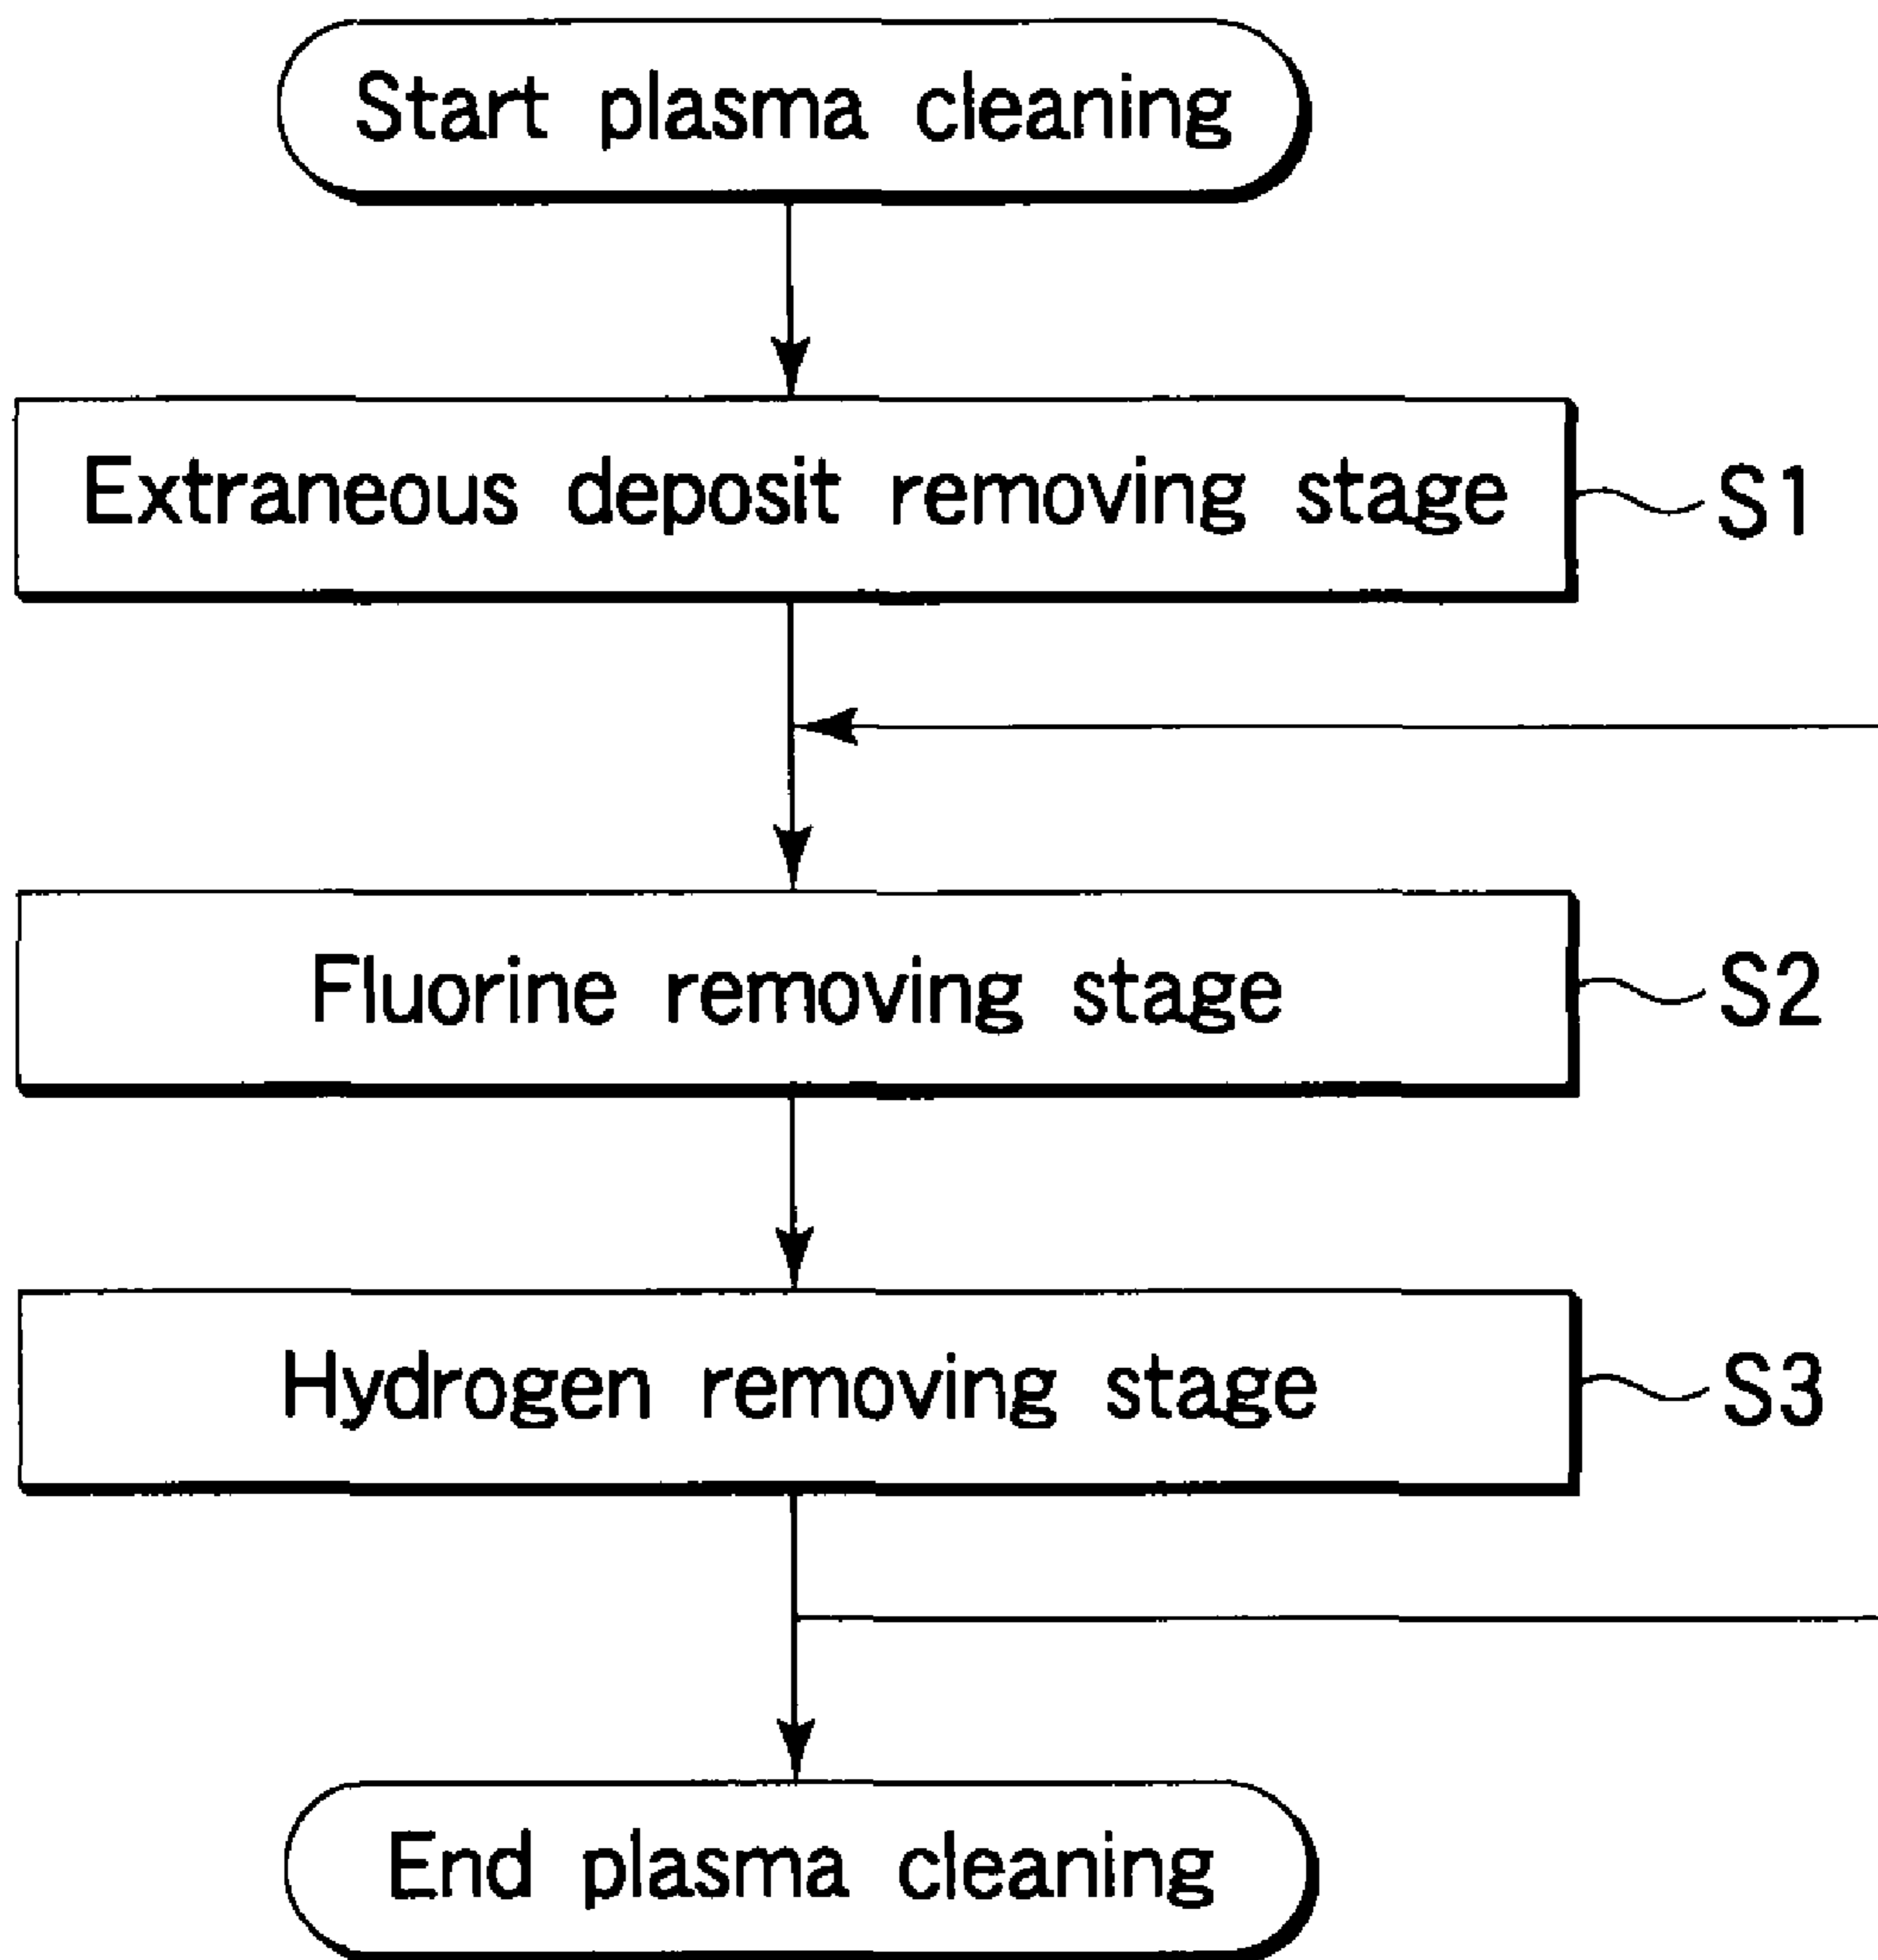 Start plasma cleaning
Extraneous deposit removing stage
S1
Fluorine removing stage
S2
Hydrogen removing stage
S3
End plasma cleaning